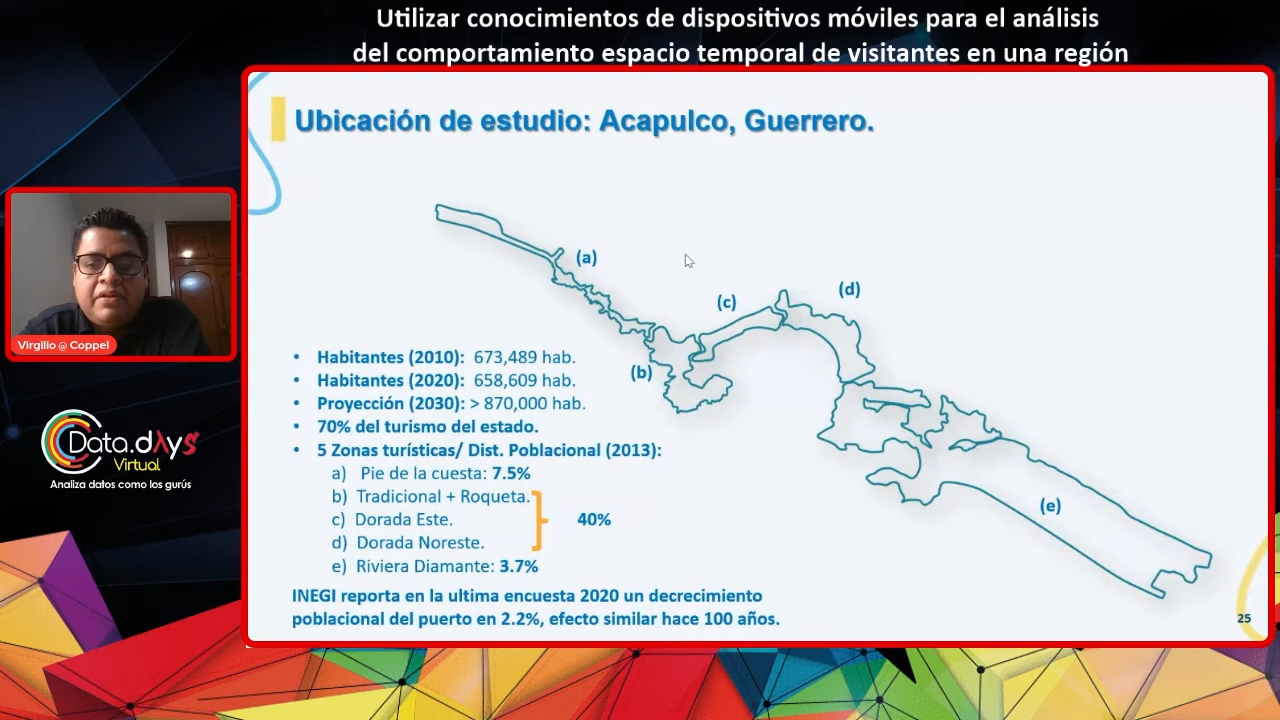 Utilizar conocimientos de dispositivos móviles para el análisis
del comportamiento espacio temporal de visitantes en una región
Ubicación de estudio: Acapulco, Guerrero.
(a)
(c)
(d)
(b)
(e)
• Habitantes (2010): 673,489 hab.
• Habitantes (2020): 658,609 hab.
• Proyección (2030): > 870,000 hab.
• 70% del turismo del estado.
• 5 Zonas turísticas/ Dist. Poblacional (2013):
a) Pie de la cuesta: 7.5%
b) Tradicional + Roqueta.
c) Dorada Este.
40%
d) Dorada Noreste.
e) Riviera Diamante: 3.7%
INEGI reporta en la ultima encuesta 2020 un decrecimiento
poblacional del puerto en 2.2%, efecto similar hace 100 años.
25
Virgilio @ Coppel
Data.dAys
Virtual
Analiza datos como los gurús